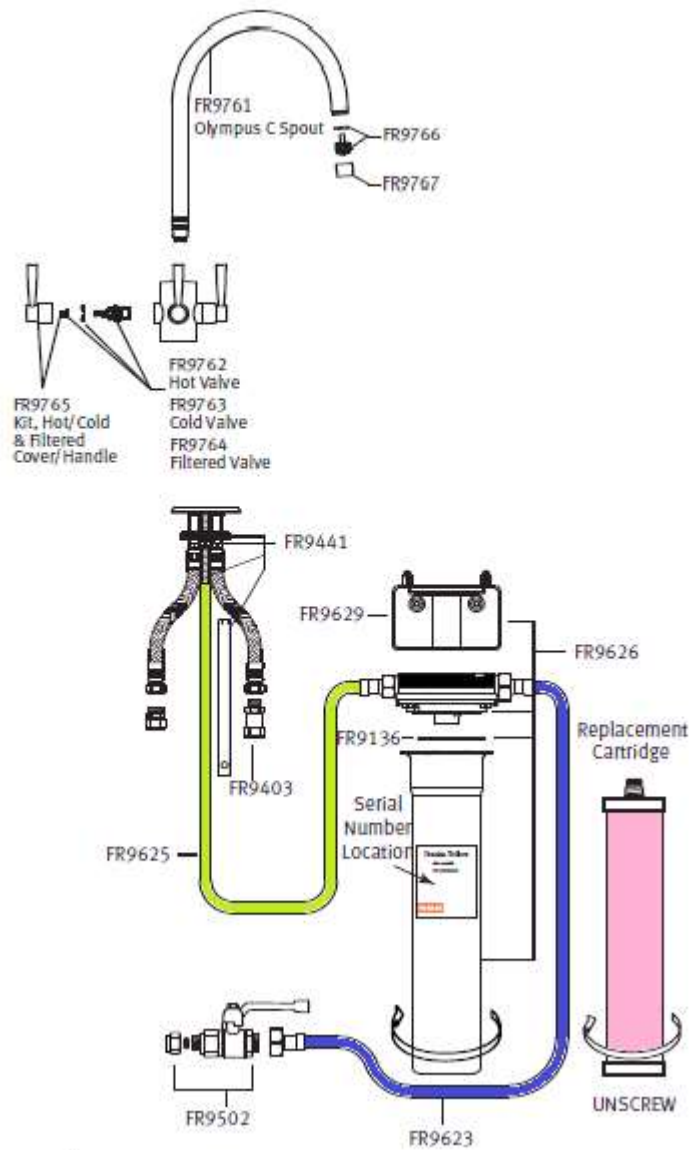 FR9761
Olympus C Spout
FR9766
FR9767
FR9762
Hot Valve
FR9763
Cold Valve
FR9764
Filtered Valve
FR9765
Kit, Hot/Cold
& Filtered
Cover/Handle
FR9441
FR9629
FR9626
FR9136
Replacement
Cartridge
FR9403
Serial
Number
Location
FR9625
FR9502
FR9623
UNSCREW